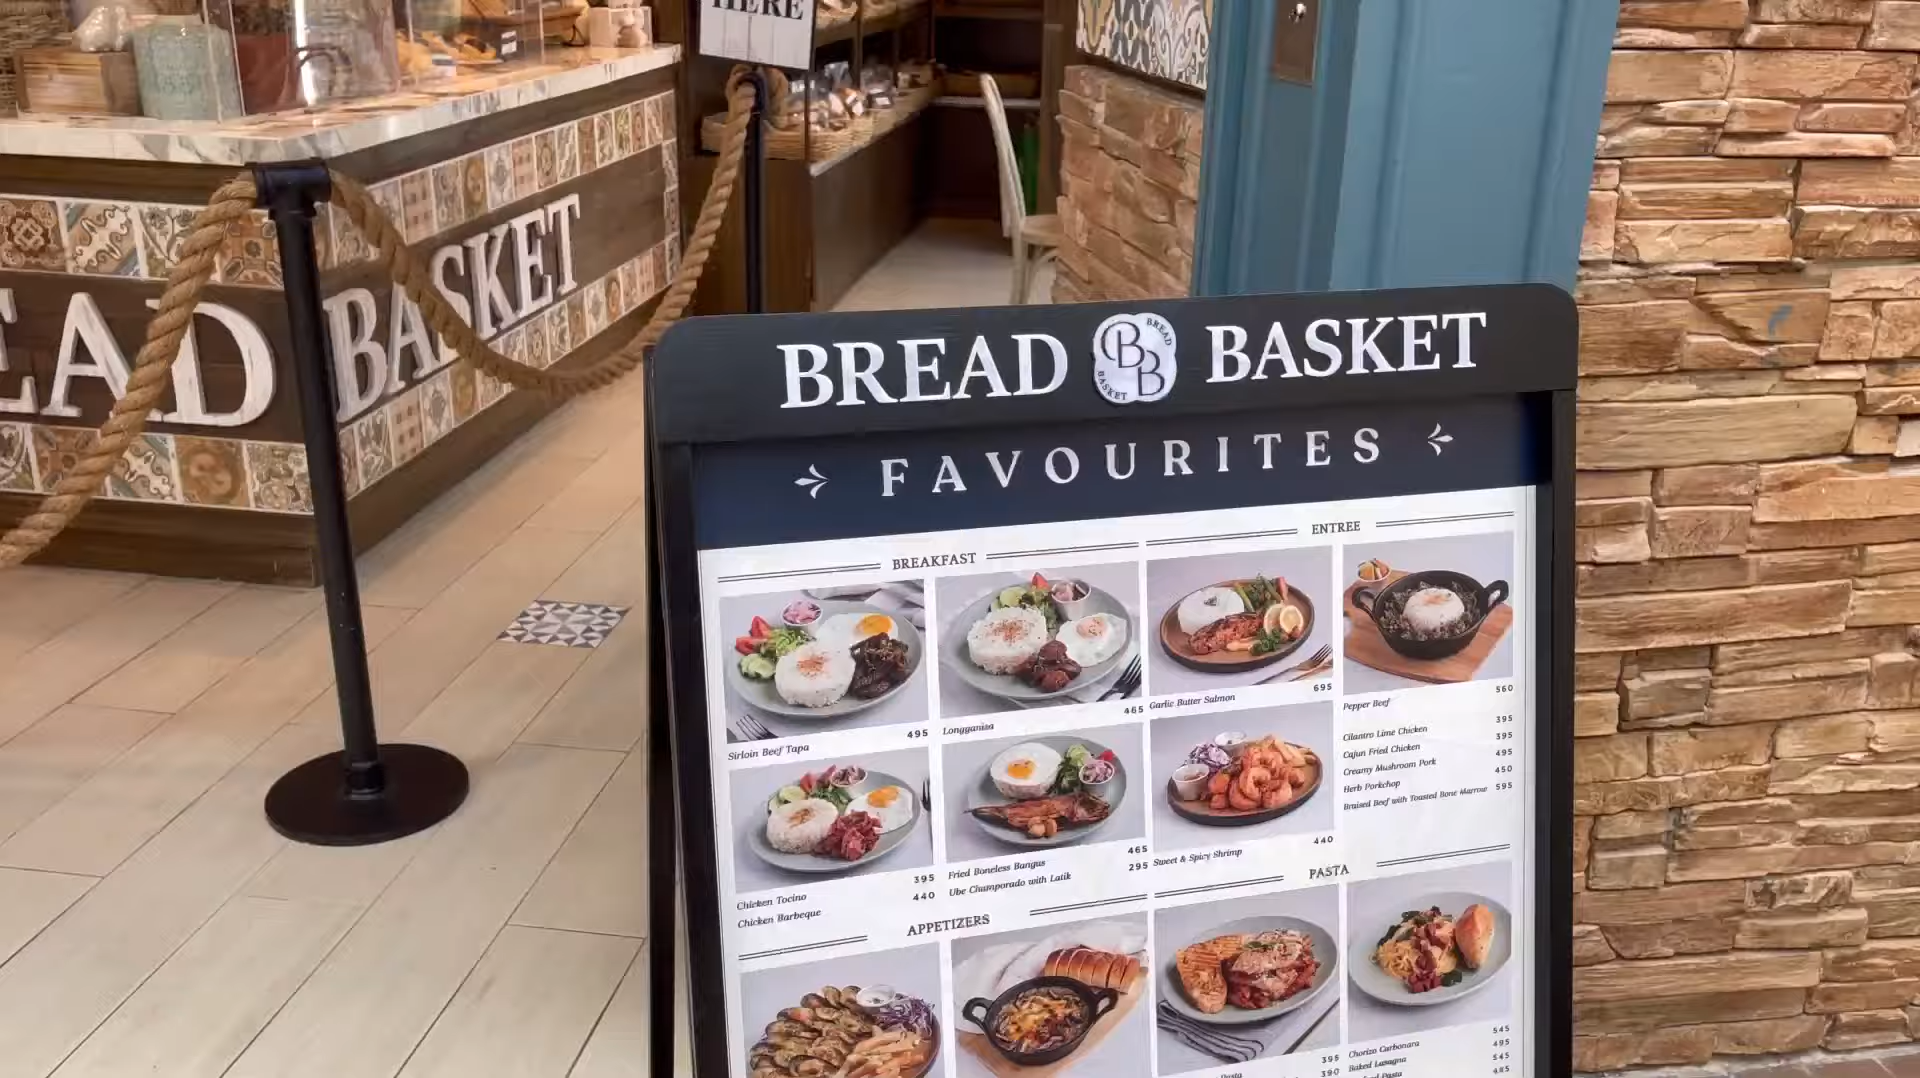 HERE
EAD BASKET
BREAD BB BREAD BASKET BASKET
FAVOURITES
BREAKFAST
Sirloin Beef Tapa 495
Longganisa 465
Chicken Tocino 395
Chicken Barbeque 440
Fried Boneless Bangus 465
Ube Champorado with Latik 295
ENTREE
Garlic Butter Salmon 695
Pepper Beef 560
Cilantro Lime Chicken 395
Cajun Fried Chicken 395
Creamy Mushroom Pork 495
Herb Porkchop 450
Braised Beef with Toasted Bone Marrow 595
Sweet & Spicy Shrimp 440
APPETIZERS
PASTA
Pasta 395
390
Chorizo Carbonara 545
Baked Lasagna 495
Pasta 545
485